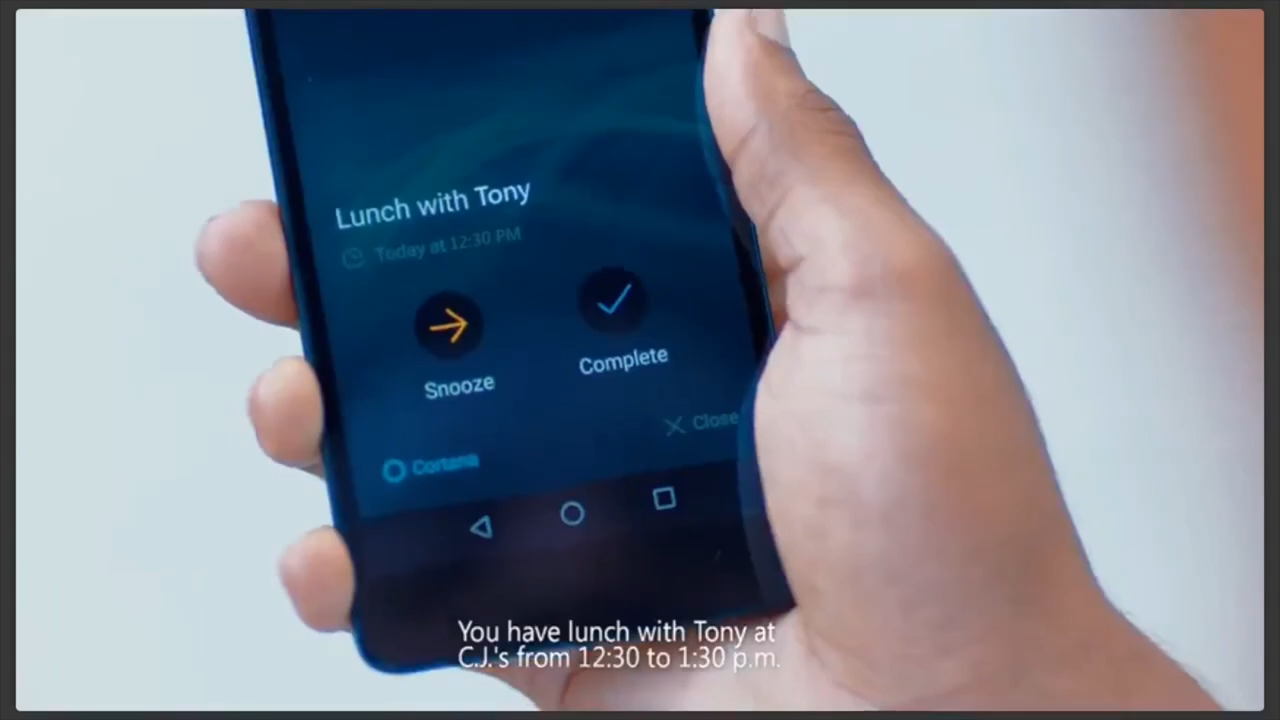 Lunch with Tony
Today at 12:30 PM
Snooze
Complete
Close
Cortana
You have lunch with Tony at
C.J.'s from 12:30 to 1:30 p.m.